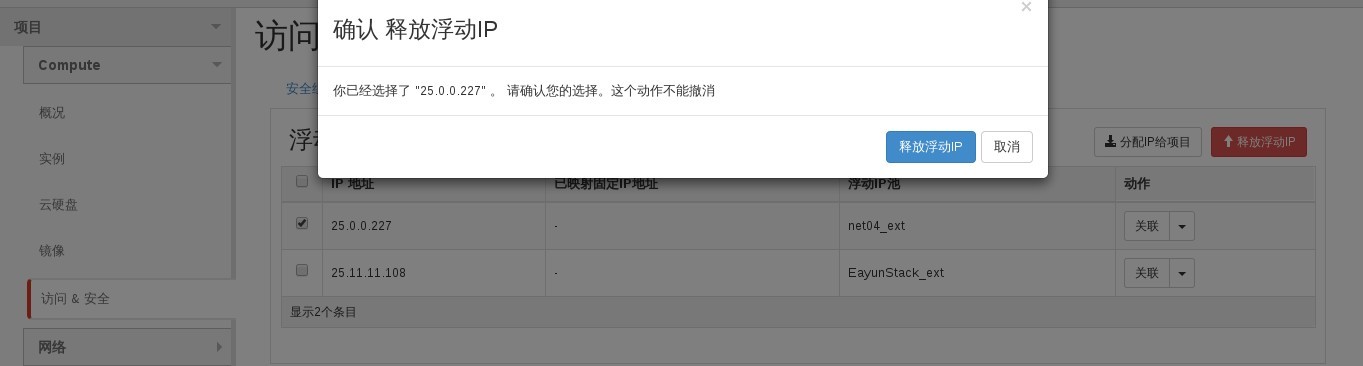 项目
Compute
概况
实例
云硬盘
镜像
访问 & 安全
网络
访问
安全
确认 释放浮动IP
×
你已经选择了 "25.0.0.227" 。 请确认您的选择。这个动作不能撤消
释放浮动IP 取消
浮动
分配IP给项目 释放浮动IP
IP 地址 已映射固定IP地址 浮动IP池 动作
25.0.0.227 - net04_ext 关联
25.11.11.108 - EayunStack_ext 关联
显示2个条目